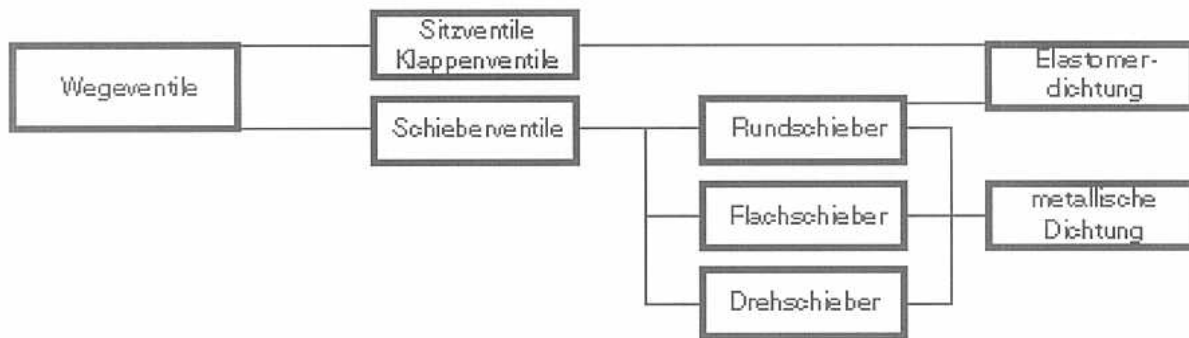 Wegeventile
Sitzventile
Klappenventile
Schieberventile
Rundschieber
Flachschieber
Drehschieber
Elastomer-
dichtung
metallische
Dichtung